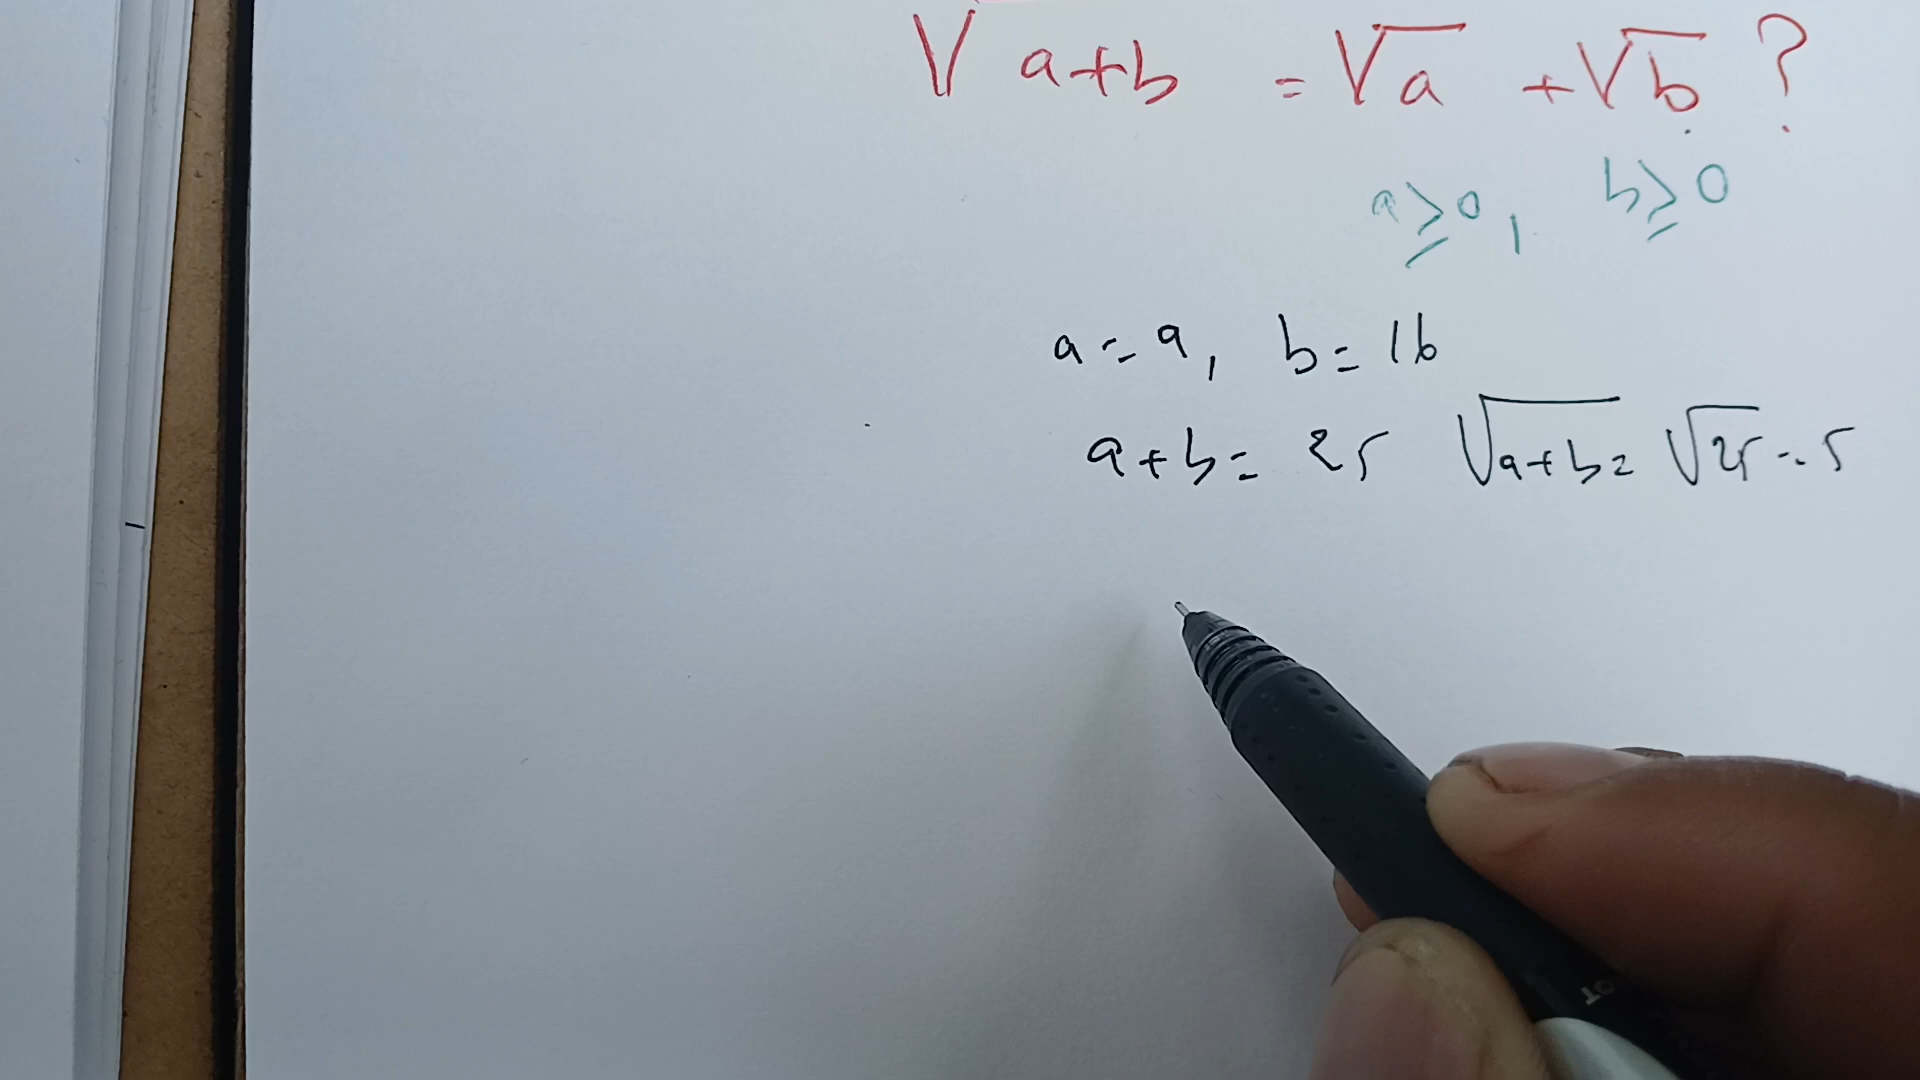 √a+b = √a + √b ?
a ≥ 0, b ≥ 0
a = 9, b = 16
a + b = 25 √a+b = √25 = 5